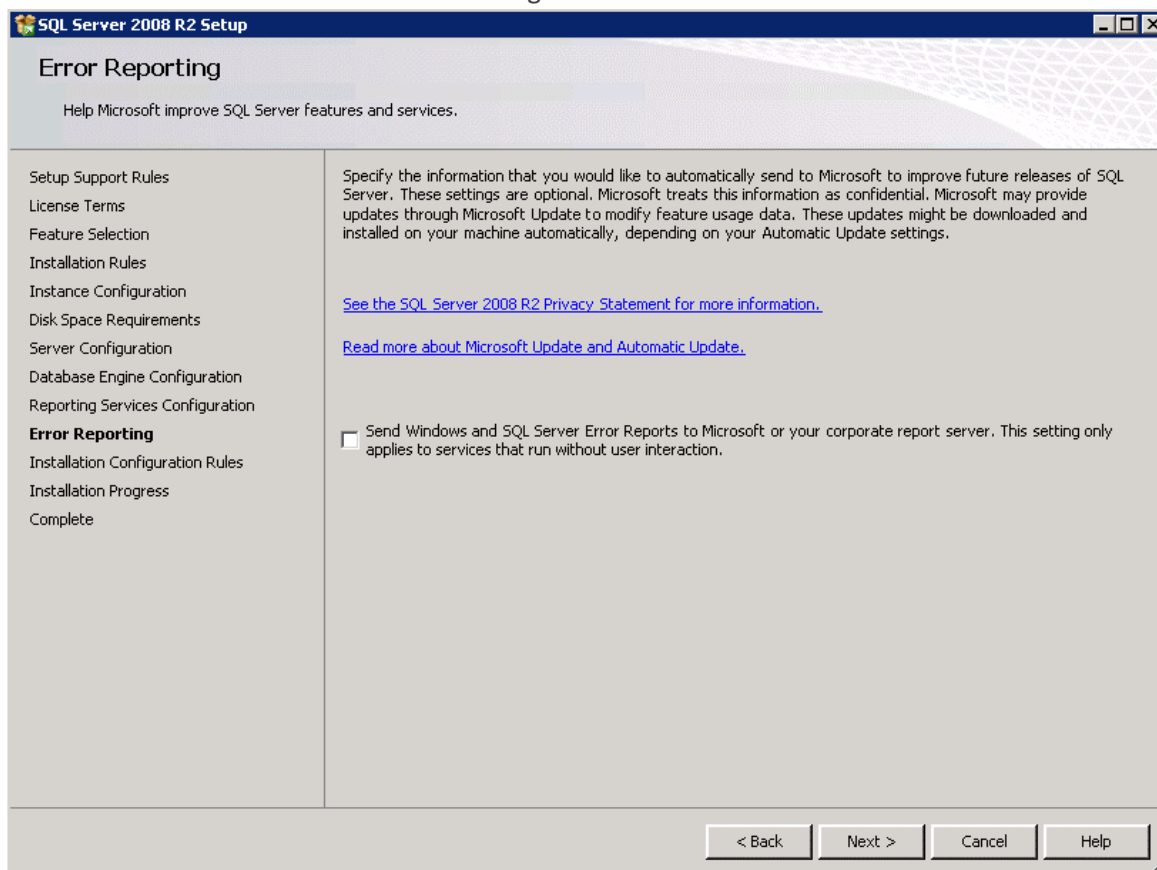 SQL Server 2008 R2 Setup
Error Reporting
Help Microsoft improve SQL Server features and services.
Setup Support Rules
License Terms
Feature Selection
Installation Rules
Instance Configuration
Disk Space Requirements
Server Configuration
Database Engine Configuration
Reporting Services Configuration
Error Reporting
Installation Configuration Rules
Installation Progress
Complete
Specify the information that you would like to automatically send to Microsoft to improve future releases of SQL
Server. These settings are optional. Microsoft treats this information as confidential. Microsoft may provide
updates through Microsoft Update to modify feature usage data. These updates might be downloaded and
installed on your machine automatically, depending on your Automatic Update settings.
See the SQL Server 2008 R2 Privacy Statement for more information.
Read more about Microsoft Update and Automatic Update.
Send Windows and SQL Server Error Reports to Microsoft or your corporate report server. This setting only
applies to services that run without user interaction.
< Back
Next >
Cancel
Help